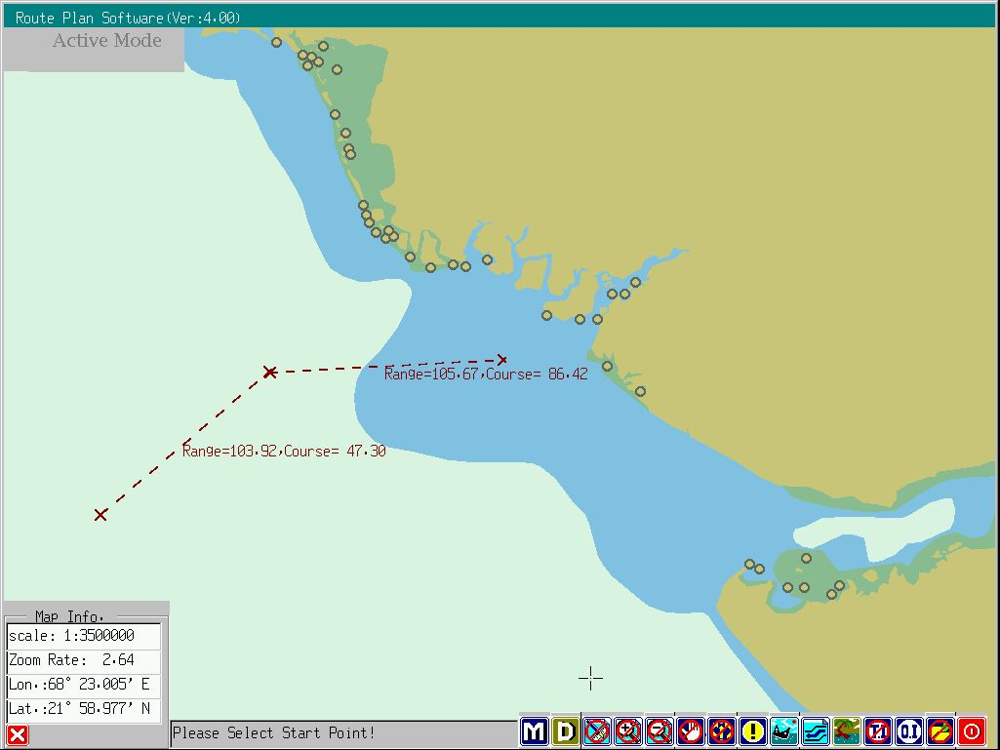 Route Plan Software(Ver:4.00)
Active Mode
Range=105.67,Course= 86.42
Range=103.92,Course= 47.30
Map Info.
scale: 1:3500000
Zoom Rate: 2.64
Lon.:68° 23.005' E
Lat.:21° 58.977' N
Please Select Start Point!
M
D
T.I
O.I